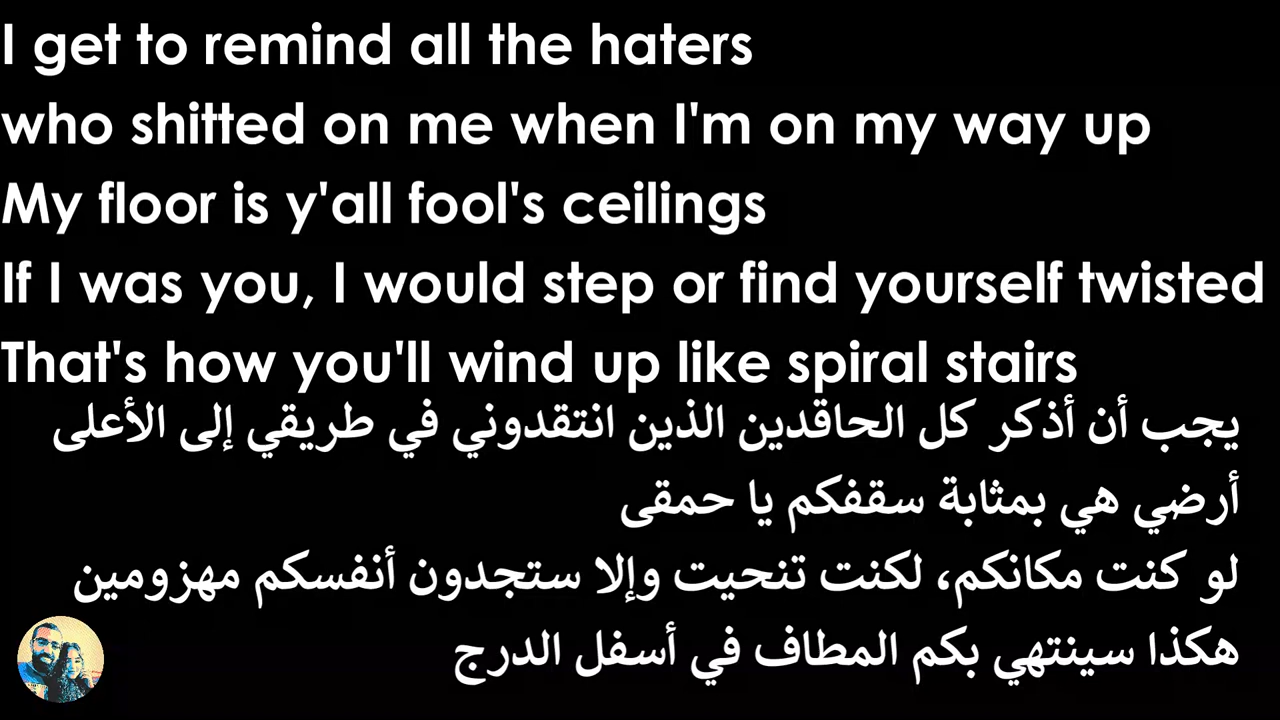 I get to remind all the haters
who shitted on me when I'm on my way up
My floor is y'all fool's ceilings
If I was you, I would step or find yourself twisted
That's how you'll wind up like spiral stairs
يجب أن أذكر كل الحاقدين الذين انتقدوني في طريقي إلى الأعلى
أرضي هي بمثابة سقفكم يا حمقى
لو كنت مكانكم، لكنت تنحيت وإلا ستجدون أنفسكم مهزومين
هكذا سينتهي بكم المطاف في أسفل الدرج